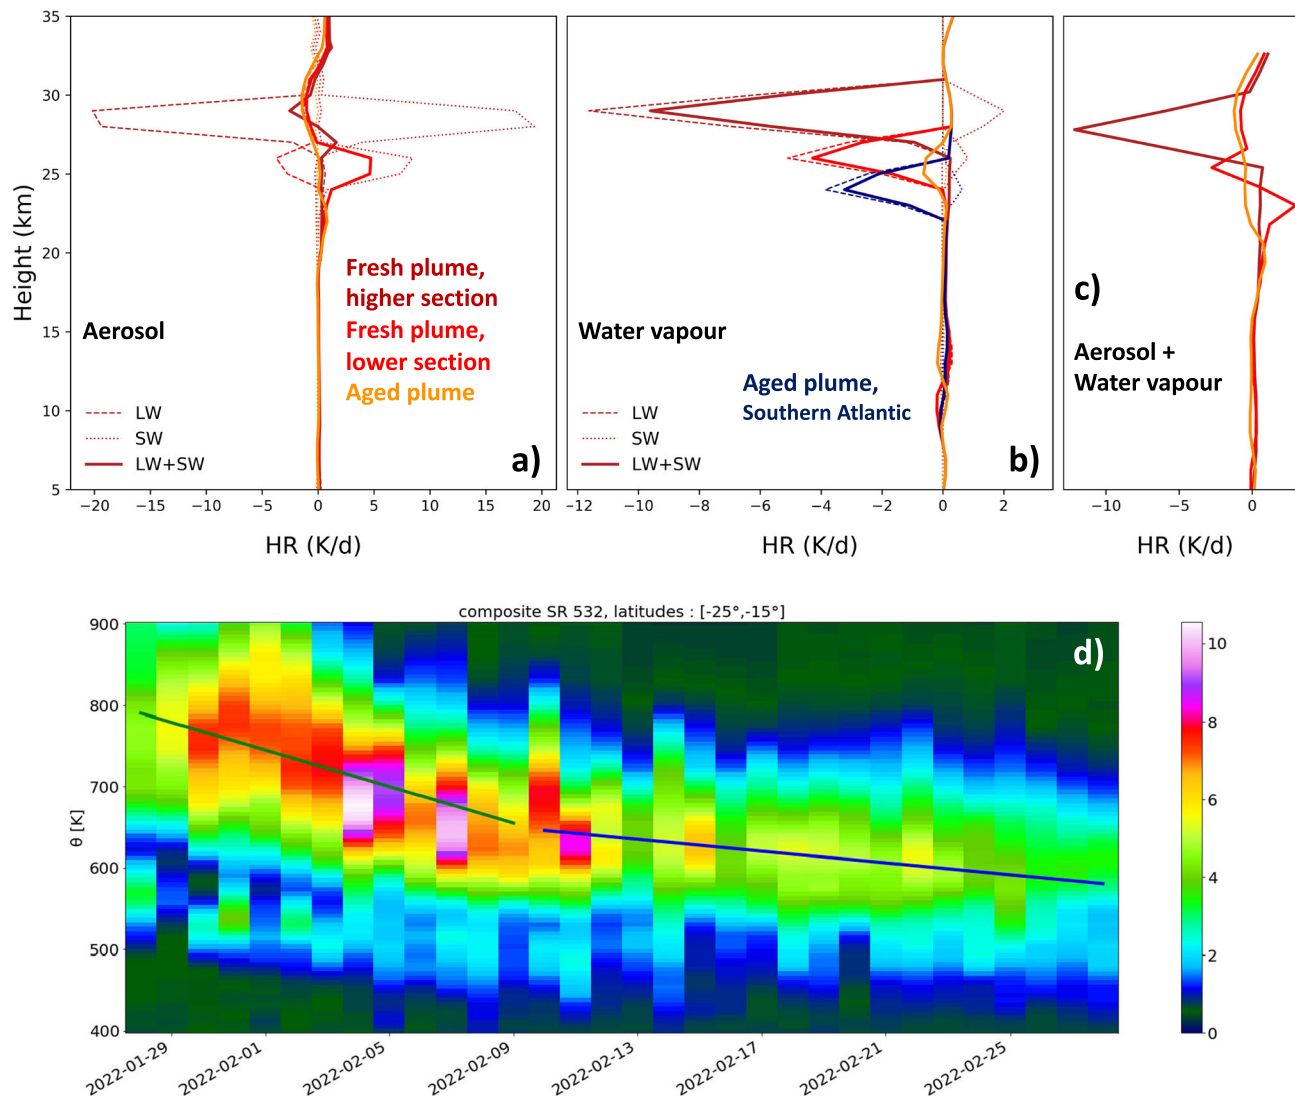 35
30
25
20
15
10
5
Height (km)
Aerosol
Fresh plume,
higher section
Fresh plume,
lower section
Aged plume
LW
SW
LW+SW
a)
−20 −15 −10 −5 0 5 10 15 20
HR (K/d)
Water vapour
Aged plume,
Southern Atlantic
LW
SW
LW+SW
b)
−12 −10 −8 −6 −4 −2 0 2
HR (K/d)
c)
Aerosol +
Water vapour
−10 −5 0
HR (K/d)
composite SR 532, latitudes : [-25°,-15°]
d)
900
800
700
600
500
400
θ [K]
2022-01-29 2022-02-01 2022-02-05 2022-02-09 2022-02-13 2022-02-17 2022-02-21 2022-02-25
10
8
6
4
2
0